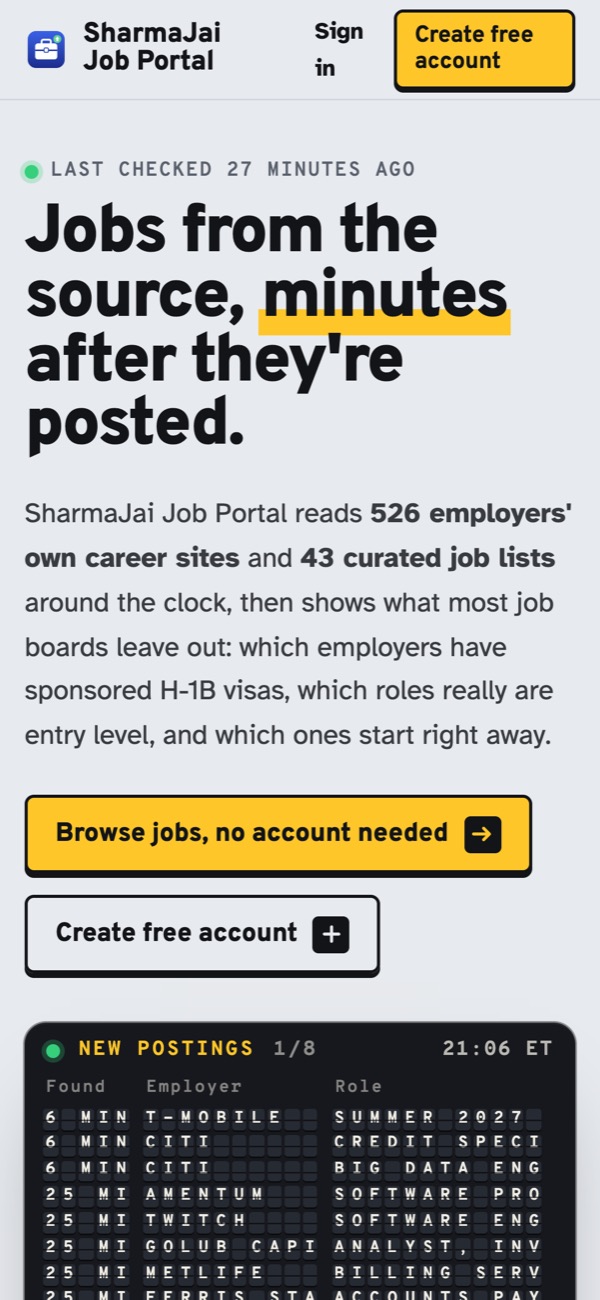 SharmaJai
Job Portal
Sign
in
Create free
account
LAST CHECKED 27 MINUTES AGO
Jobs from the
source, minutes
after they're
posted.
SharmaJai Job Portal reads 526 employers'
own career sites and 43 curated job lists
around the clock, then shows what most job
boards leave out: which employers have
sponsored H-1B visas, which roles really are
entry level, and which ones start right away.
Browse jobs, no account needed
Create free account
NEW POSTINGS 1/8 21:06 ET
Found Employer Role
6 MIN T-MOBILE SUMMER 2027
6 MIN CITI CREDIT SPECI
6 MIN CITI BIG DATA ENG
25 MI AMENTUM SOFTWARE PRO
25 MI TWITCH SOFTWARE ENG
25 MI GOLUB CAPI ANALYST, INV
25 MI METLIFE BILLING SERV
25 MI FERRIS STA ACCOUNTS PAY